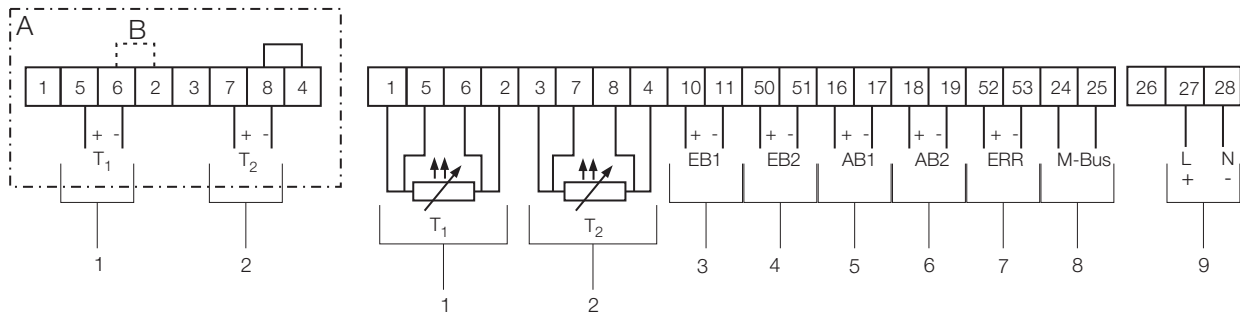 A
B
1 5 6 2 3 7 8 4
+ - + -
T1 T2
1 2
1 5 6 2 3 7 8 4 10 11 50 51 16 17 18 19 52 53 24 25 26 27 28
+ - + - + - + - + -
EB1 EB2 AB1 AB2 ERR M-Bus L N
+ -
T1 T2
3 4 5 6 7 8 9
1 2